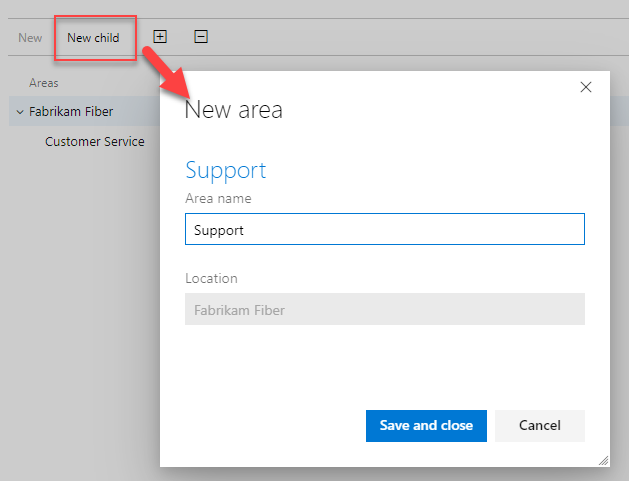 New New child
Areas
Fabrikam Fiber
Customer Service
New area
Support
Area name
Support
Location
Fabrikam Fiber
Save and close Cancel